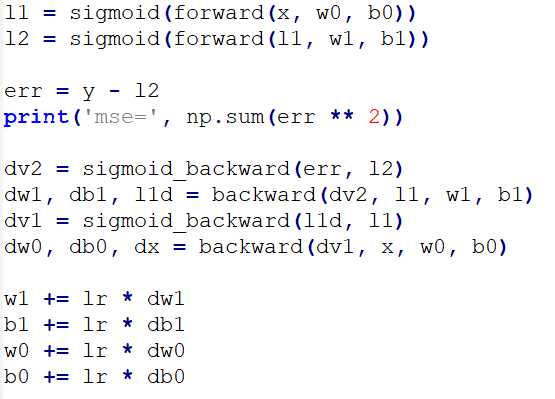 l1 = sigmoid(forward(x, w0, b0))
l2 = sigmoid(forward(l1, w1, b1))
err = y - l2
print('mse=', np.sum(err ** 2))
dv2 = sigmoid_backward(err, l2)
dw1, db1, l1d = backward(dv2, l1, w1, b1)
dv1 = sigmoid_backward(l1d, l1)
dw0, db0, dx = backward(dv1, x, w0, b0)
w1 += lr * dw1
b1 += lr * db1
w0 += lr * dw0
b0 += lr * db0